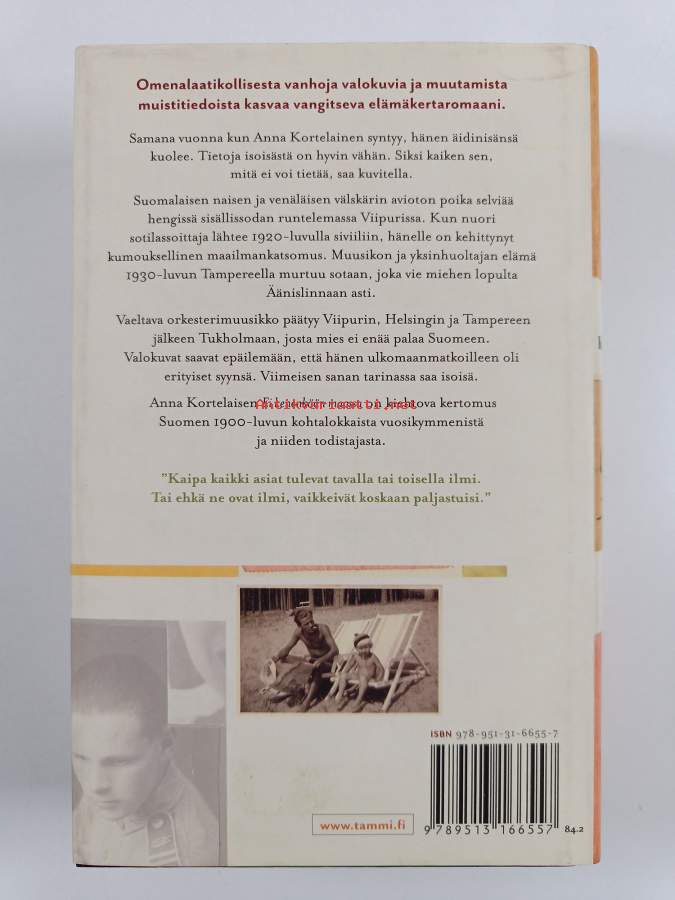 Omenalaatikollisesta vanhoja valokuvia ja muutamista
muistitiedoista kasvaa vangitseva elämäkertaromaani.
Samana vuonna kun Anna Kortelainen syntyy, hänen äidinisänsä
kuolee. Tietoja isoisästä on hyvin vähän. Siksi kaiken sen,
mitä ei voi tietää, saa kuvitella.
Suomalaisen naisen ja venäläisen välskärin avioton poika selviää
hengissä sisällissodan runtelemassa Viipurissa. Kun nuori
sotilassoittaja lähtee 1920-luvulla siviiliin, hänelle on kehittynyt
kumouksellinen maailmankatsomus. Muusikon ja yksinhuoltajan elämä
1930-luvun Tampereella murtuu sotaan, joka vie miehen lopulta
Äänislinnaan asti.
Vaeltava orkesterimuusikko päätyy Viipurin, Helsingin ja Tampereen
jälkeen Tukholmaan, josta mies ei enää palaa Suomeen.
Valokuvat saavat epäilemään, että hänen ulkomaanmatkoilleen oli
erityiset syynsä. Viimeisen sanan tarinassa saa isoisä.
Anna Kortelaisen on kiehtova kertomus
Antikvariaatti.net
Suomen 1900-luvun kohtalokkaista vuosikymmenistä
ja niiden todistajasta.
"Kaipa kaikki asiat tulevat tavalla tai toisella ilmi.
Tai ehkä ne ovat ilmi, vaikkeivät koskaan paljastuisi."
ISBN 978-951-31-6655-7
www.tammi.fi
9 789513 166557
84.2